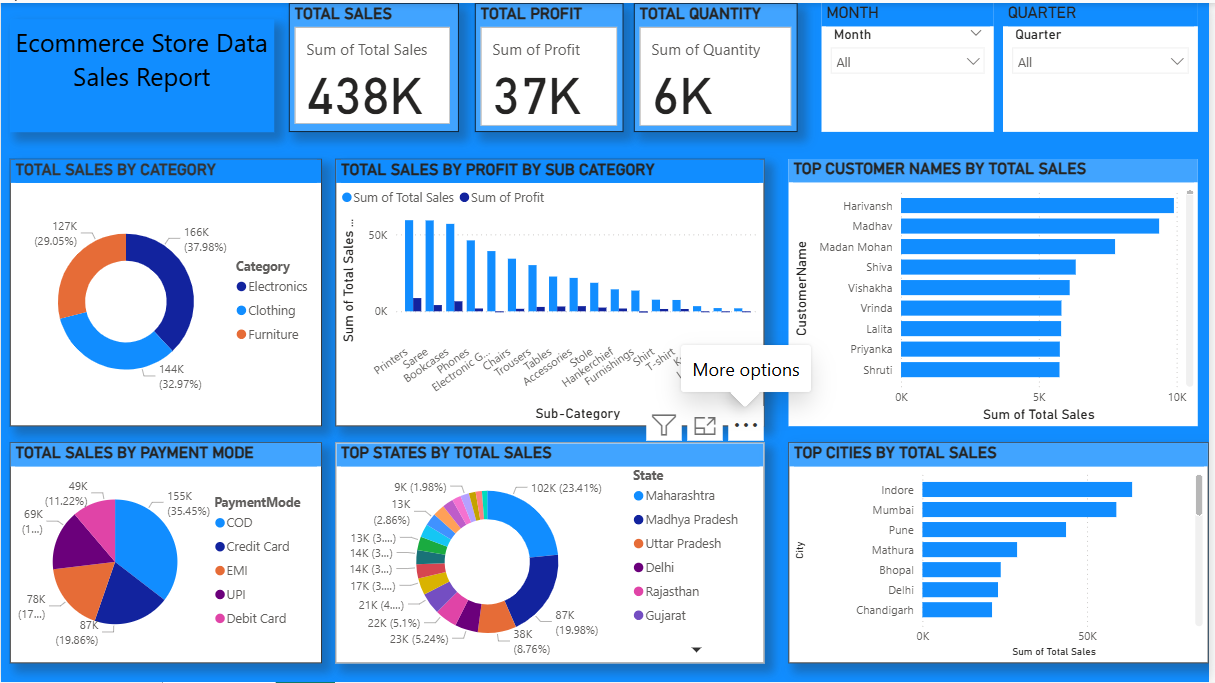 Ecommerce Store Data
Sales Report
TOTAL SALES
Sum of Total Sales
438K
TOTAL PROFIT
Sum of Profit
37K
TOTAL QUANTITY
Sum of Quantity
6K
MONTH
Month
All
QUARTER
Quarter
All
TOTAL SALES BY CATEGORY
127K
(29.05%)
166K
(37.98%)
144K
(32.97%)
Category
Electronics
Clothing
Furniture
TOTAL SALES BY PROFIT BY SUB CATEGORY
Sum of Total Sales
Sum of Profit
Sum of Total Sales ...
50K
0K
Printers
Saree
Bookcases
Phones
Electronic G...
Chairs
Trousers
Tables
Accessories
Stole
Hankerchief
Furnishings
Shirt
T-shirt
Sub-Category
More options
TOP CUSTOMER NAMES BY TOTAL SALES
CustomerName
Harivansh
Madhav
Madan Mohan
Shiva
Vishakha
Vrinda
Lalita
Priyanka
Shruti
0K
5K
10K
Sum of Total Sales
TOTAL SALES BY PAYMENT MODE
49K
(11.22%)
155K
(35.45%)
69K
(1...)
78K
(17...)
87K
(19.86%)
PaymentMode
COD
Credit Card
EMI
UPI
Debit Card
TOP STATES BY TOTAL SALES
9K (1.98%)
102K (23.41%)
13K
(2.86%)
13K (3....)
14K (3...)
14K (3...)
17K (3....)
21K (4....)
22K (5.1%)
23K (5.24%)
38K
(8.76%)
87K
(19.98%)
State
Maharashtra
Madhya Pradesh
Uttar Pradesh
Delhi
Rajasthan
Gujarat
TOP CITIES BY TOTAL SALES
City
Indore
Mumbai
Pune
Mathura
Bhopal
Delhi
Chandigarh
0K
50K
Sum of Total Sales